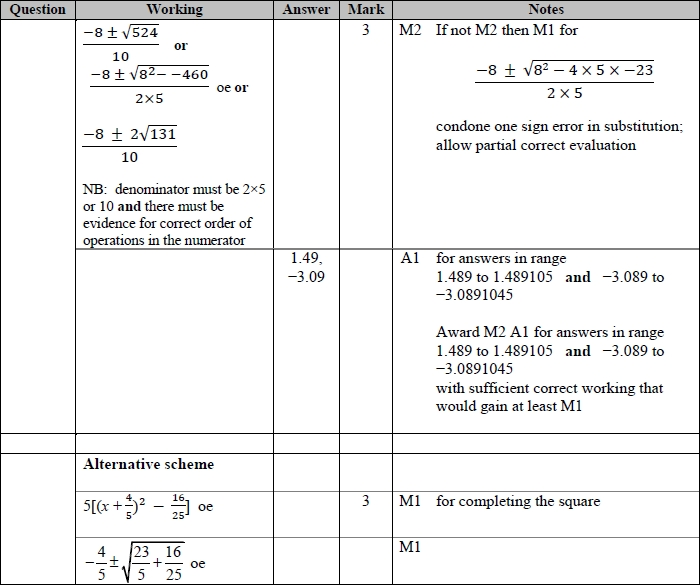 Question Working Answer Mark Notes
−8 ± √524 / 10 or
−8 ± √(8² − −460) / 2×5 oe or
−8 ± 2√131 / 10
NB: denominator must be 2×5
or 10 and there must be
evidence for correct order of
operations in the numerator
3
M2 If not M2 then M1 for
−8 ± √(8² − 4 × 5 × −23) / 2 × 5
condone one sign error in substitution;
allow partial correct evaluation
1.49,
−3.09
A1 for answers in range
1.489 to 1.489105 and −3.089 to
−3.0891045
Award M2 A1 for answers in range
1.489 to 1.489105 and −3.089 to
−3.0891045
with sufficient correct working that
would gain at least M1
Alternative scheme
5[(x + 4/5)² − 16/25] oe
3
M1 for completing the square
−4/5 ± √(23/5 + 16/25) oe
M1